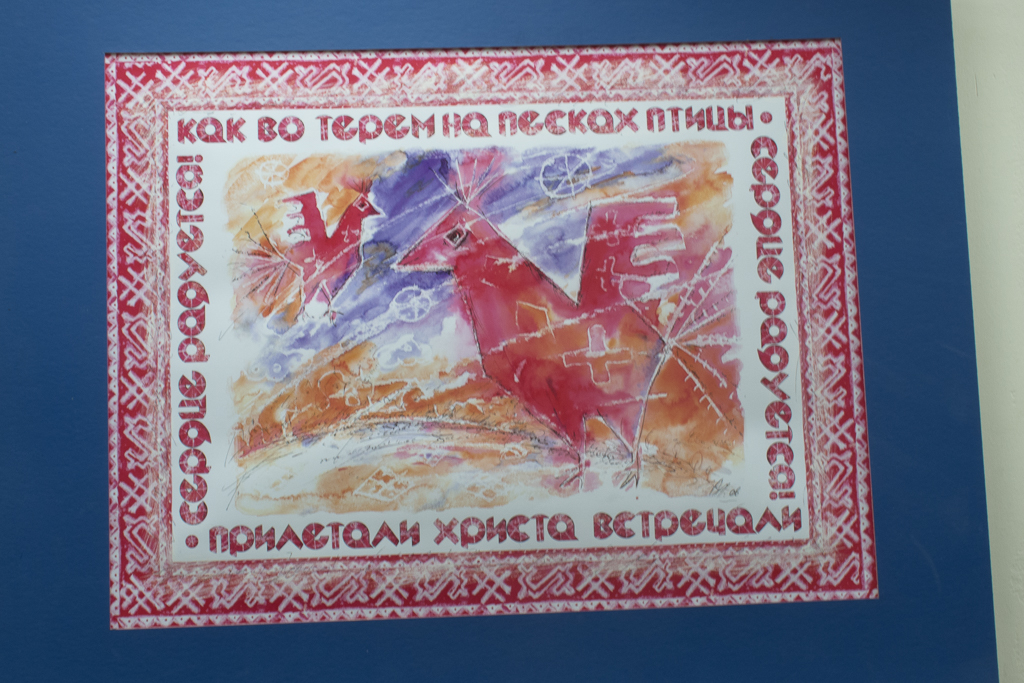 как во терем на песках птицы •
сердце радуется!
• прилетали христа встречали
сердце радуется!